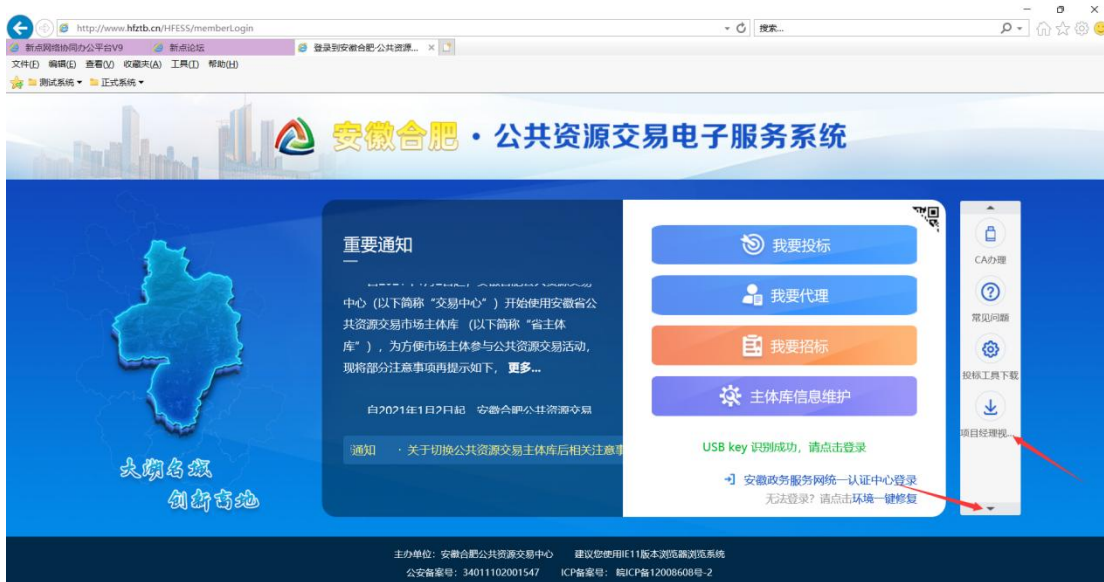 http://www.hfztb.cn/HFESS/memberLogin
搜索...
新点网络协同办公平台V9
新点论坛
登录到安徽合肥·公共资源...
文件(F) 编辑(E) 查看(V) 收藏夹(A) 工具(T) 帮助(H)
测试系统 正式系统
安徽合肥·公共资源交易电子服务系统
大湖名城
创新高地
重要通知
中心(以下简称“交易中心”)开始使用安徽省公
共资源交易市场主体库 (以下简称“省主体
库”),为方便市场主体参与公共资源交易活动,
现将部分注意事项再提示如下, 更多...
自2021年1月2日起 安徽合肥公共资源交易
通知 ·关于切换公共资源交易主体库后相关注意事
我要投标
我要代理
我要招标
主体库信息维护
USB key 识别成功, 请点击登录
安徽政务服务网统一认证中心登录
无法登录? 请点击环境一键修复
CA办理
常见问题
投标工具下载
项目经理视...
主办单位: 安徽合肥公共资源交易中心 建议您使用IE11版本浏览器浏览系统
公安备案号: 34011102001547 ICP备案号: 皖ICP备12008608号-2